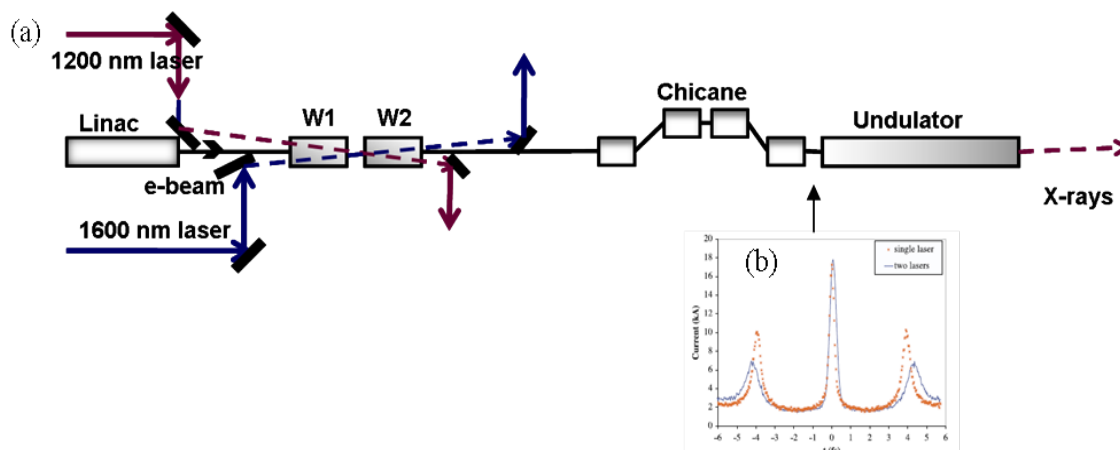 (a)
1200 nm laser
Linac
W1
W2
Chicane
Undulator
e-beam
1600 nm laser
X-rays
(b)
single laser
two lasers
Current (kA)
20
18
16
14
12
10
8
6
4
2
0
-6 -5 -4 -3 -2 -1 0 1 2 3 4 5 6